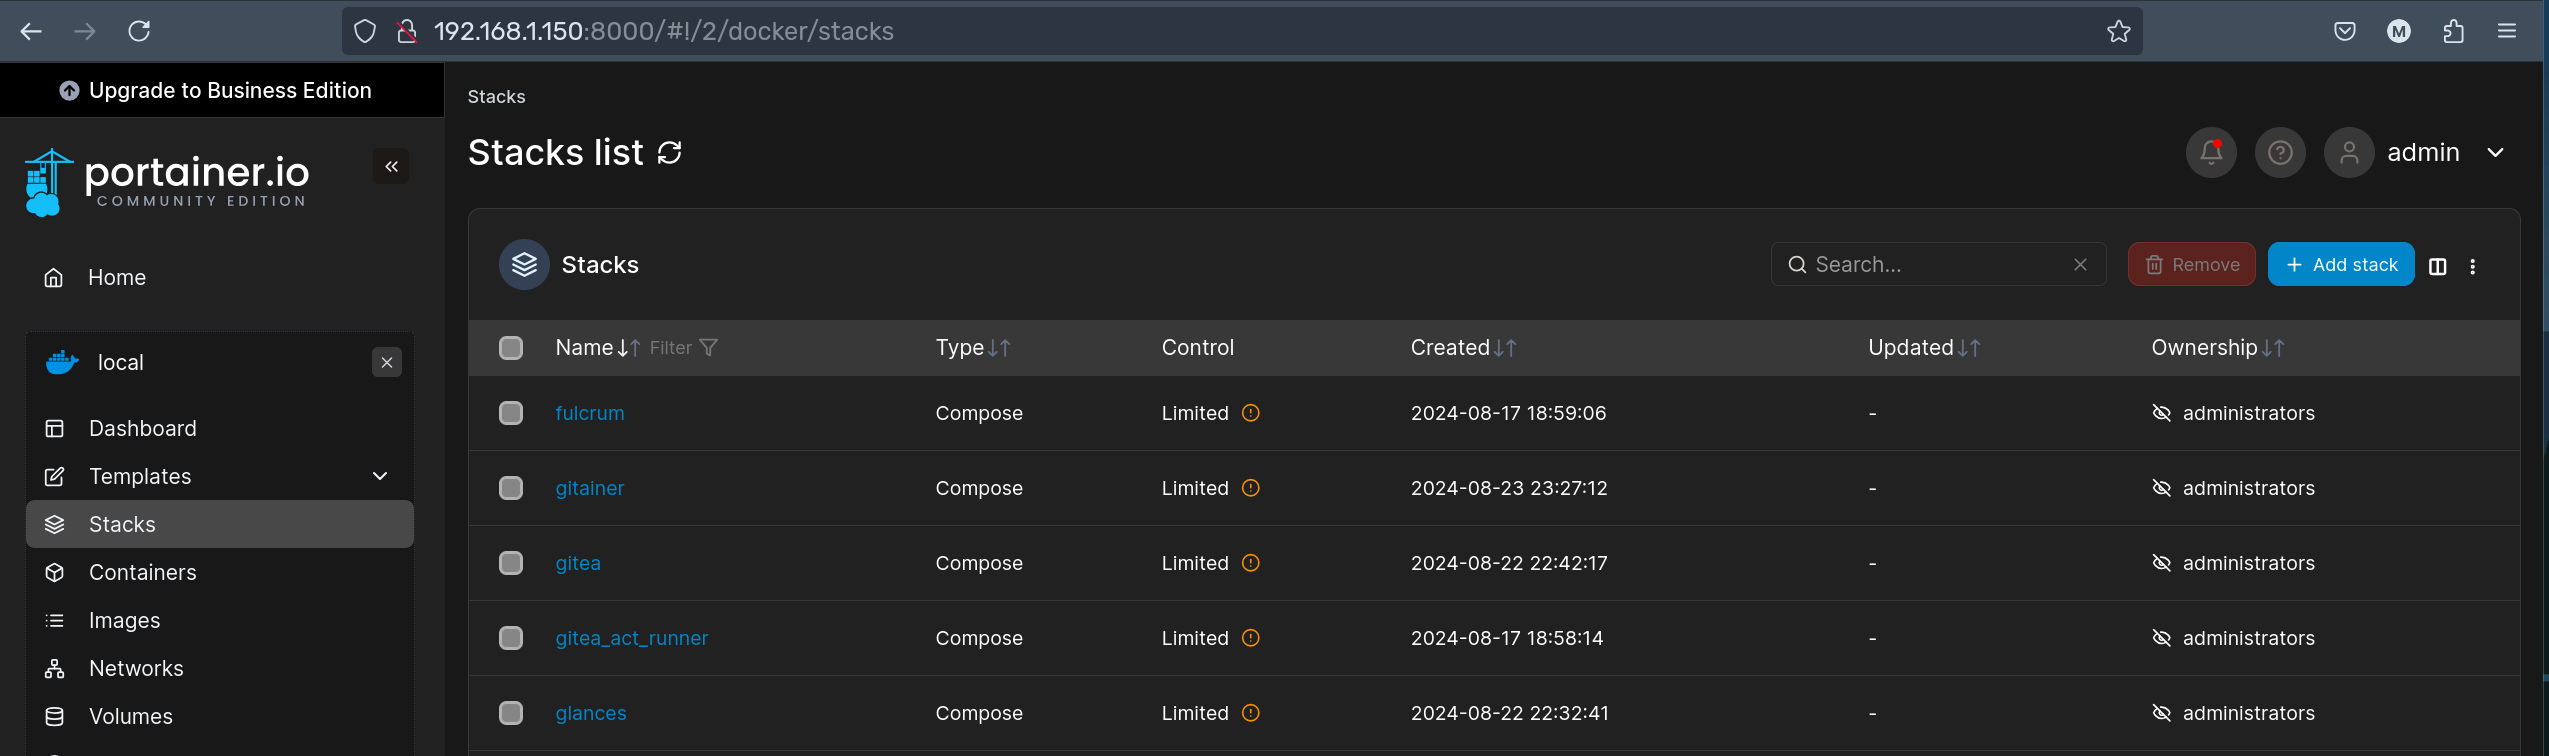 192.168.1.150:8000/#!/2/docker/stacks
M
Upgrade to Business Edition
portainer.io
COMMUNITY EDITION
Home
local
Dashboard
Templates
Stacks
Containers
Images
Networks
Volumes
Stacks
Stacks list
admin
Stacks
Search...
Remove
Add stack
Name Filter Type Control Created Updated Ownership
fulcrum Compose Limited 2024-08-17 18:59:06 - administrators
gitainer Compose Limited 2024-08-23 23:27:12 - administrators
gitea Compose Limited 2024-08-22 22:42:17 - administrators
gitea_act_runner Compose Limited 2024-08-17 18:58:14 - administrators
glances Compose Limited 2024-08-22 22:32:41 - administrators